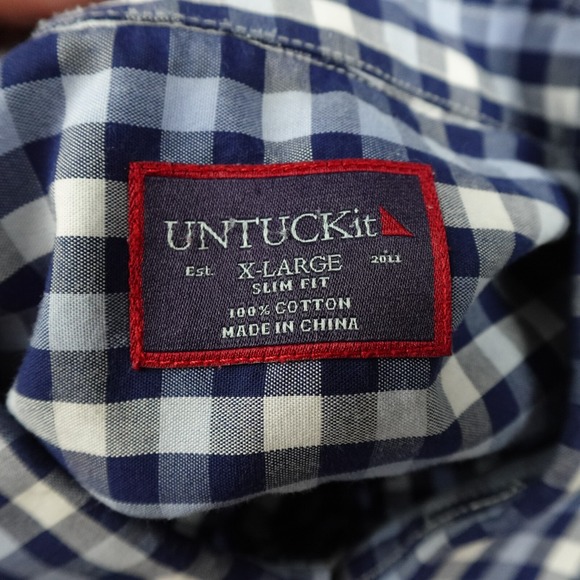 UNTUCKit
Est. X-LARGE 2011
SLIM FIT
100% COTTON
MADE IN CHINA